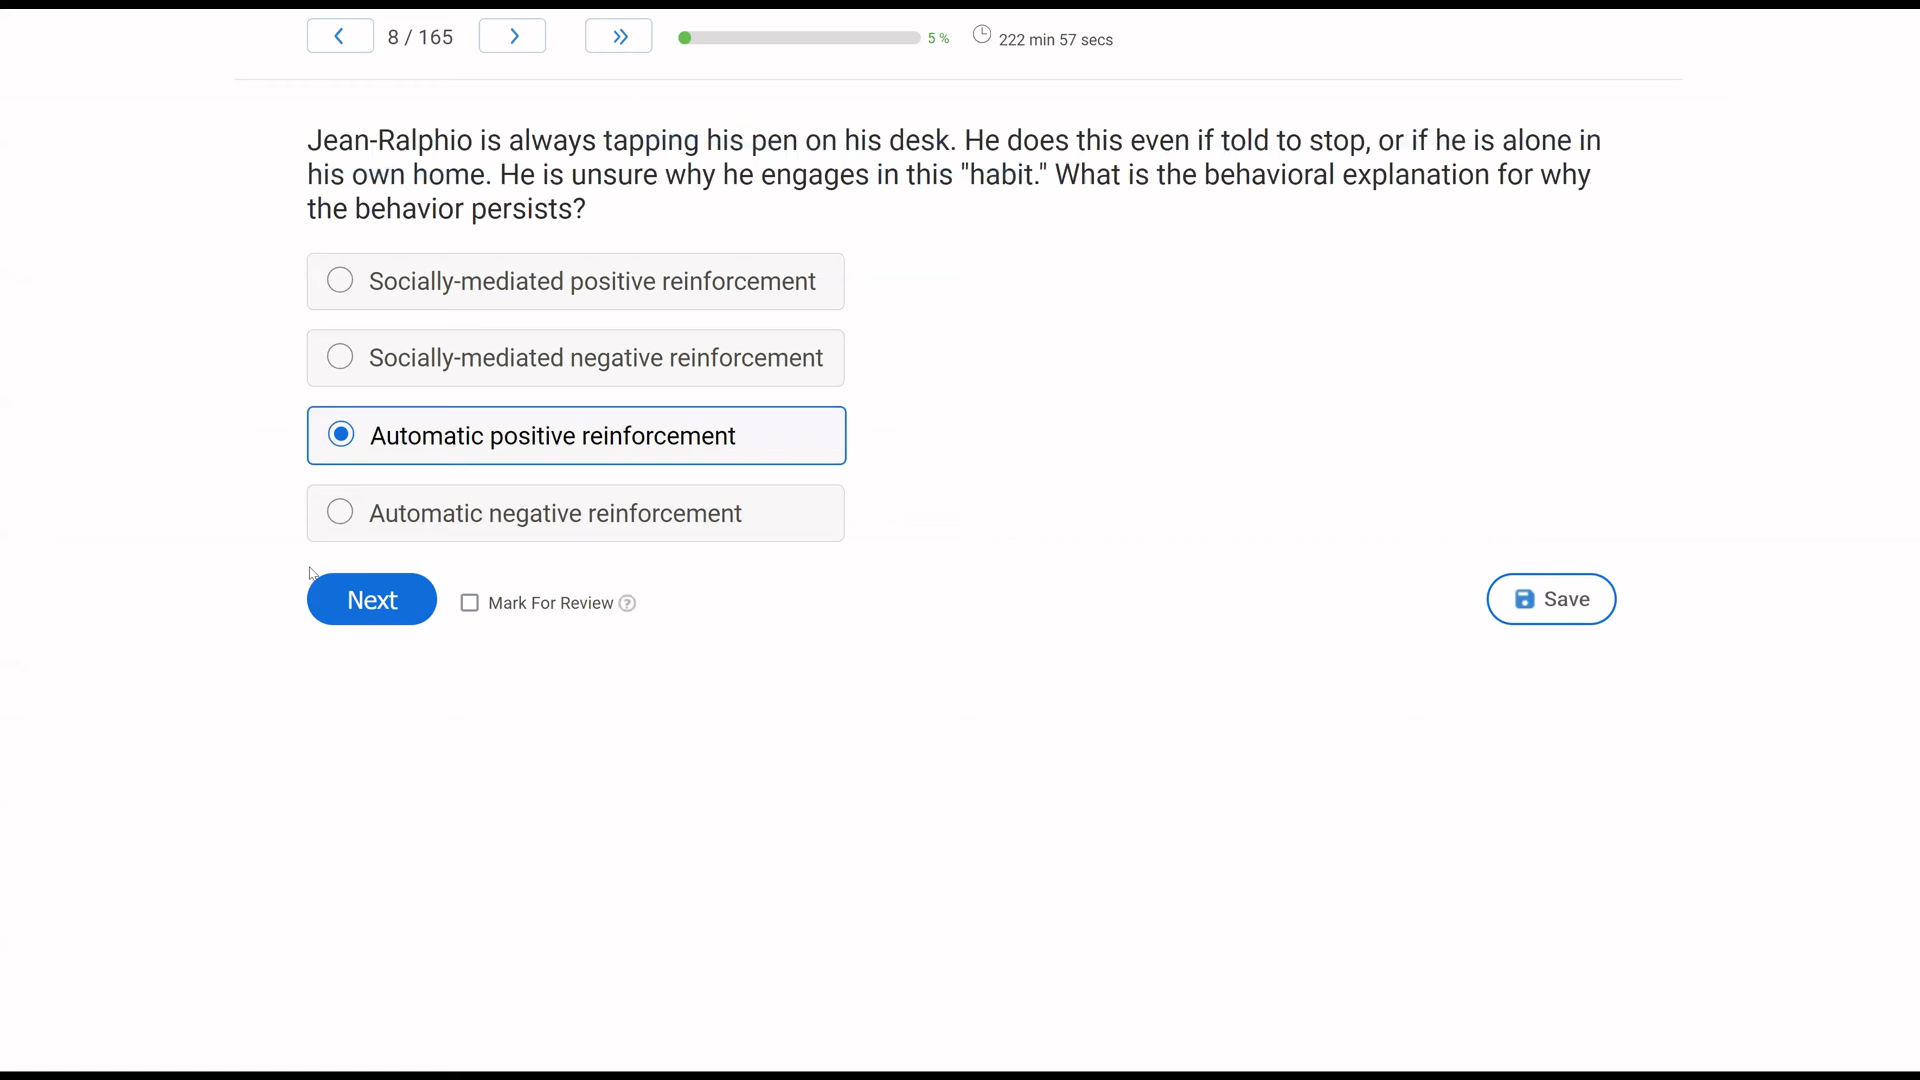 8 / 165
5 %
222 min 57 secs
Jean-Ralphio is always tapping his pen on his desk. He does this even if told to stop, or if he is alone in
his own home. He is unsure why he engages in this "habit." What is the behavioral explanation for why
the behavior persists?
Socially-mediated positive reinforcement
Socially-mediated negative reinforcement
Automatic positive reinforcement
Automatic negative reinforcement
Next
Mark For Review ?
Save